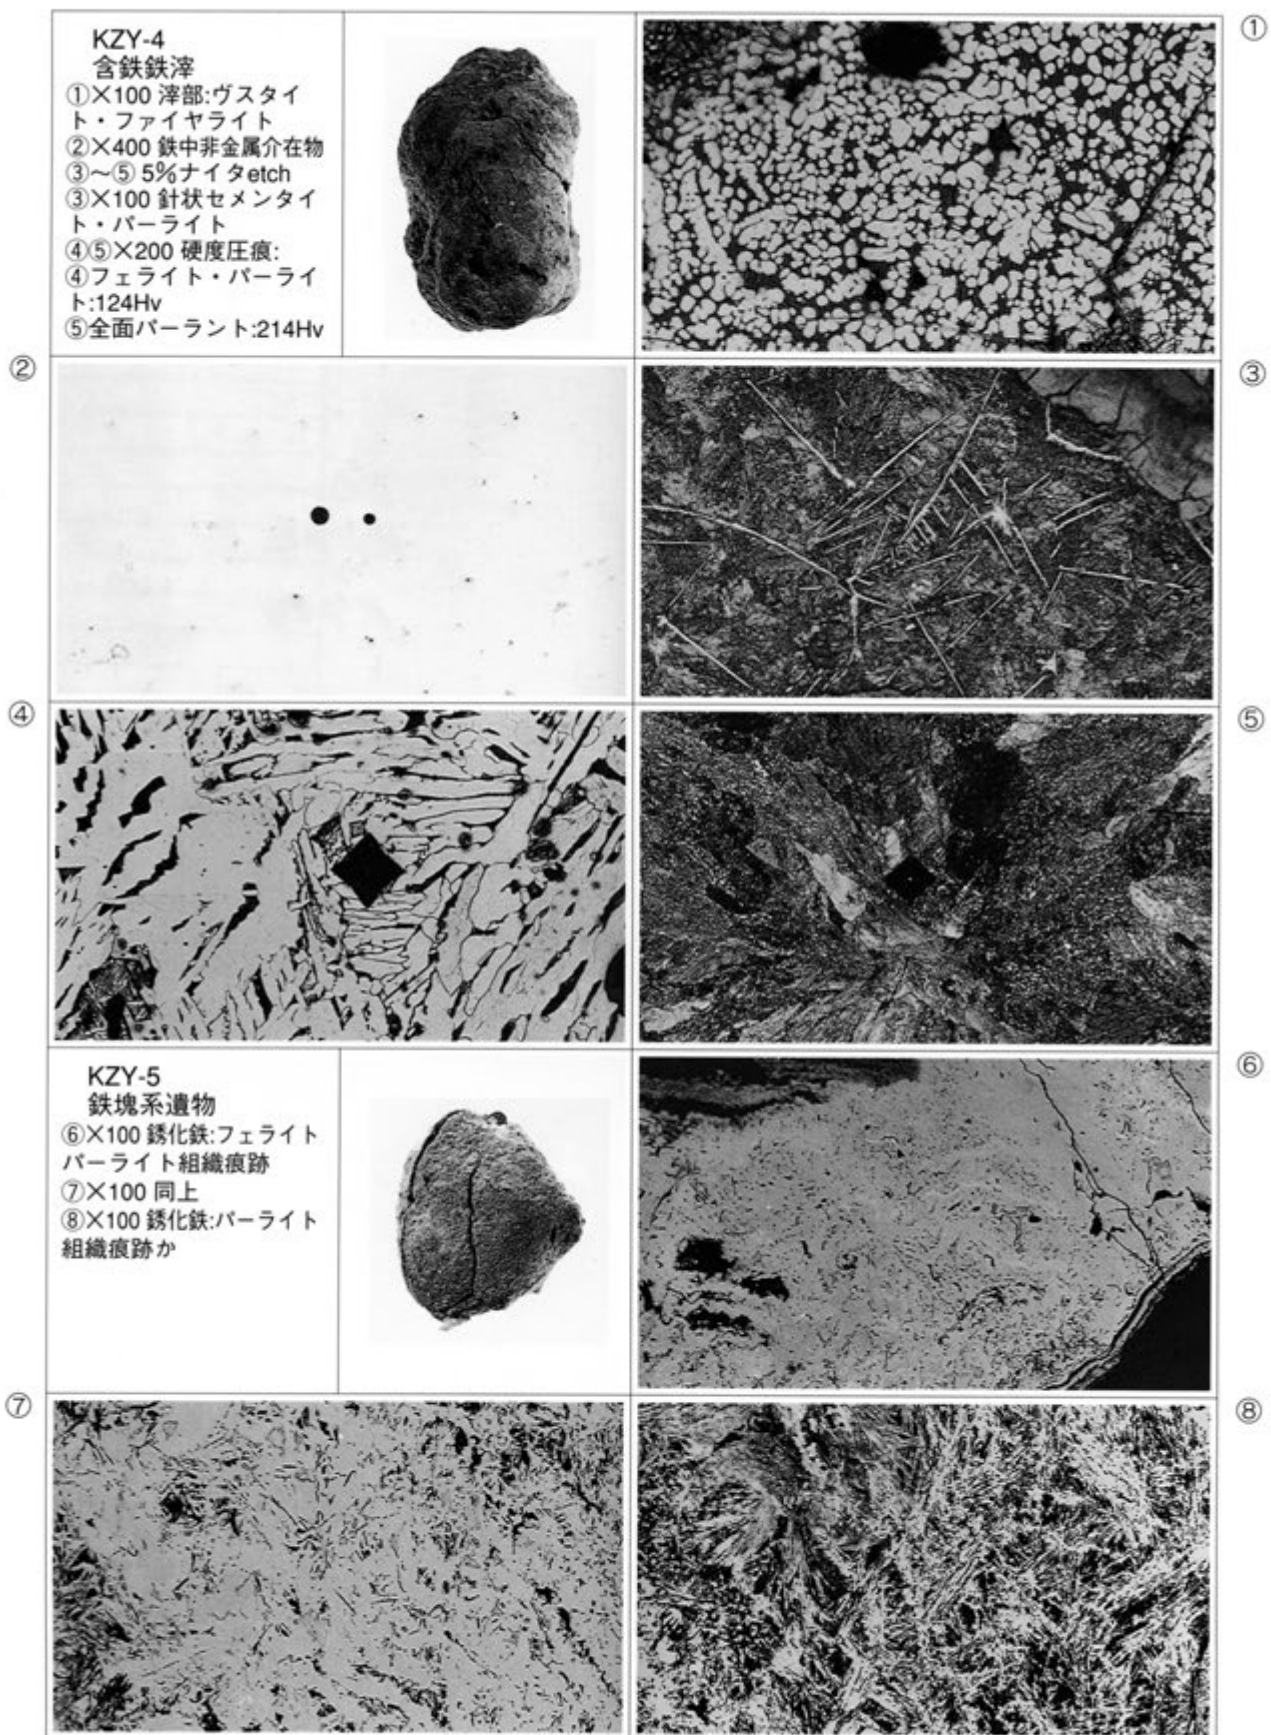 KZY-4
含鉄鉄滓
①×100 滓部:ヴスタイ
ト・ファイヤライト
②×400 鉄中非金属介在物
③〜⑤ 5%ナイタetch
③×100 針状セメンタイ
ト・パーライト
④⑤×200 硬度圧痕:
④フェライト・パーライ
ト:124Hv
⑤全面パーラント:214Hv
①
②
③
④
⑤
KZY-5
鉄塊系遺物
⑥×100 銹化鉄:フェライト
パーライト組織痕跡
⑦×100 同上
⑧×100 銹化鉄:パーライト
組織痕跡か
⑥
⑦
⑧